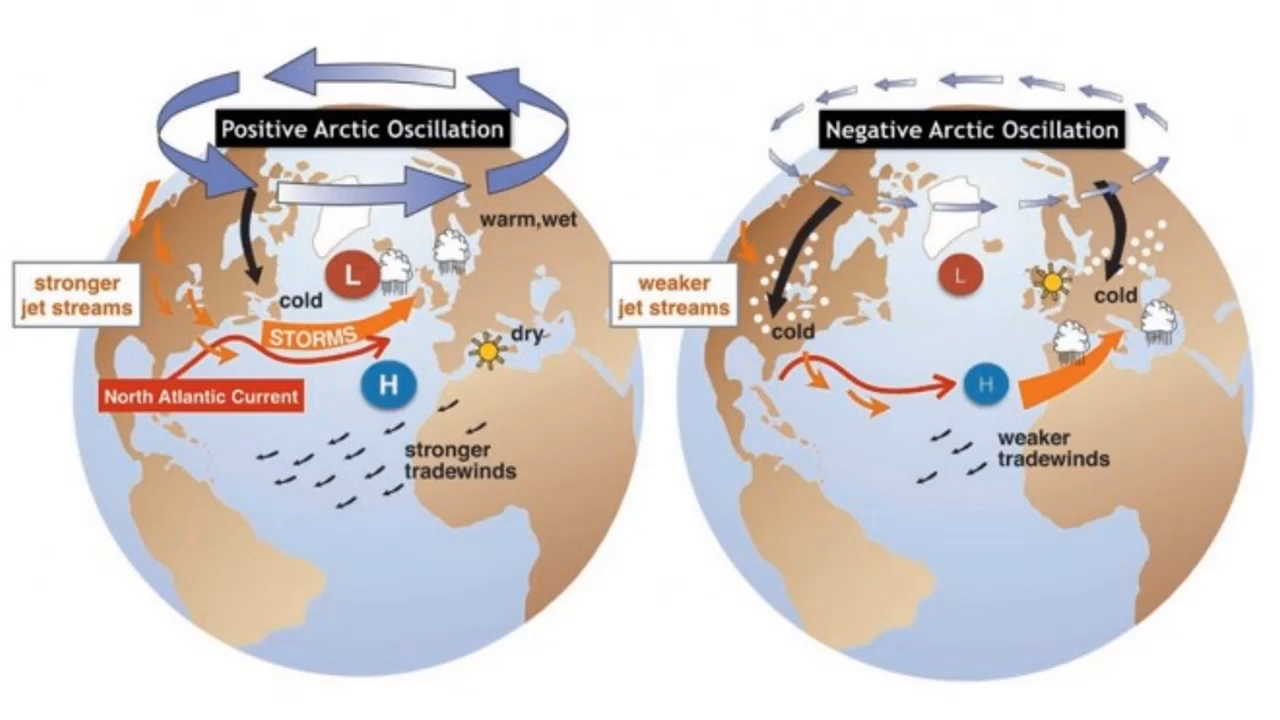 Positive Arctic Oscillation
warm,wet
stronger
jet streams
L
cold
STORMS
dry
H
North Atlantic Current
stronger
tradewinds
Negative Arctic Oscillation
weaker
jet streams
L
cold
cold
H
weaker
tradewinds